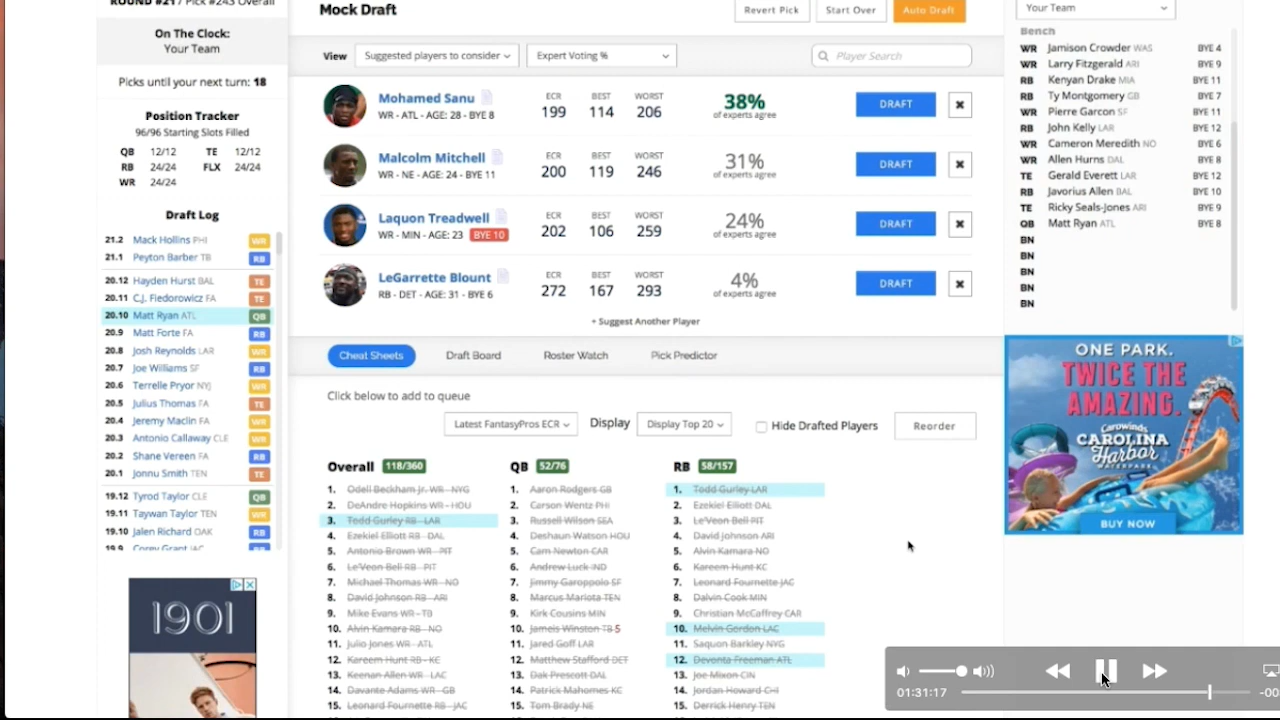 ROUND #21 / Pick #243 Overall
On The Clock:
Your Team
Picks until your next turn: 18
Position Tracker
96/96 Starting Slots Filled
QB 12/12 TE 12/12
RB 24/24 FLX 24/24
WR 24/24
Draft Log
21.2 Mack Hollins PHI WR
21.1 Peyton Barber TB RB
20.12 Hayden Hurst BAL TE
20.11 C.J. Fiedorowicz FA TE
20.10 Matt Ryan ATL QB
20.9 Matt Forte FA RB
20.8 Josh Reynolds LAR WR
20.7 Joe Williams SF RB
20.6 Terrelle Pryor NYJ WR
20.5 Julius Thomas FA TE
20.4 Jeremy Maclin FA WR
20.3 Antonio Callaway CLE WR
20.2 Shane Vereen FA RB
20.1 Jonnu Smith TEN TE
19.12 Tyrod Taylor CLE QB
19.11 Taywan Taylor TEN WR
19.10 Jalen Richard OAK RB
19.9 Corey Grant JAC RB
1901
Mock Draft
Revert Pick Start Over Auto Draft
View Suggested players to consider Expert Voting % Player Search
Mohamed Sanu
WR - ATL - AGE: 28 - BYE 8
ECR BEST WORST
199 114 206
38%
of experts agree
DRAFT
Malcolm Mitchell
WR - NE - AGE: 24 - BYE 11
ECR BEST WORST
200 119 246
31%
of experts agree
DRAFT
Laquon Treadwell
WR - MIN - AGE: 23 BYE 10
ECR BEST WORST
202 106 259
24%
of experts agree
DRAFT
LeGarrette Blount
RB - DET - AGE: 31 - BYE 6
ECR BEST WORST
272 167 293
4%
of experts agree
DRAFT
+ Suggest Another Player
Cheat Sheets Draft Board Roster Watch Pick Predictor
Click below to add to queue
Latest FantasyPros ECR Display Display Top 20 Hide Drafted Players Reorder
Overall 118/360
1. Odell Beckham Jr. WR - NYG
2. DeAndre Hopkins WR - HOU
3. Todd Gurley RB - LAR
4. Ezekiel Elliott RB - DAL
5. Antonio Brown WR - PIT
6. Le'Veon Bell RB - PIT
7. Michael Thomas WR - NO
8. David Johnson RB - ARI
9. Mike Evans WR - TB
10. Alvin Kamara RB - NO
11. Julio Jones WR - ATL
12. Kareem Hunt RB - KC
13. Keenan Allen WR - LAC
14. Davante Adams WR - GB
15. Leonard Fournette RB - JAC
QB 52/76
1. Aaron Rodgers GB
2. Carson Wentz PHI
3. Russell Wilson SEA
4. Deshaun Watson HOU
5. Cam Newton CAR
6. Andrew Luck IND
7. Jimmy Garoppolo SF
8. Marcus Mariota TEN
9. Kirk Cousins MIN
10. Jameis Winston TB 5
11. Jared Goff LAR
12. Matthew Stafford DET
13. Dak Prescott DAL
14. Patrick Mahomes KC
15. Tom Brady NE
RB 58/157
1. Todd Gurley LAR
2. Ezekiel Elliott DAL
3. Le'Veon Bell PIT
4. David Johnson ARI
5. Alvin Kamara NO
6. Kareem Hunt KC
7. Leonard Fournette JAC
8. Dalvin Cook MIN
9. Christian McCaffrey CAR
10. Melvin Gordon LAC
11. Saquon Barkley NYG
12. Devonta Freeman ATL
13. Joe Mixon CIN
14. Jordan Howard CHI
15. Derrick Henry TEN
Your Team
Bench
WR Jamison Crowder WAS BYE 4
WR Larry Fitzgerald ARI BYE 9
RB Kenyan Drake MIA BYE 11
RB Ty Montgomery GB BYE 7
WR Pierre Garcon SF BYE 11
RB John Kelly LAR BYE 12
WR Cameron Meredith NO BYE 6
WR Allen Hurns DAL BYE 8
TE Gerald Everett LAR BYE 12
RB Javorius Allen BAL BYE 10
TE Ricky Seals-Jones ARI BYE 9
QB Matt Ryan ATL BYE 8
BN
BN
BN
BN
BN
ONE PARK.
TWICE THE
AMAZING.
Carowinds
CAROLINA
Harbor
WATERPARK
BUY NOW
01:31:17 -00